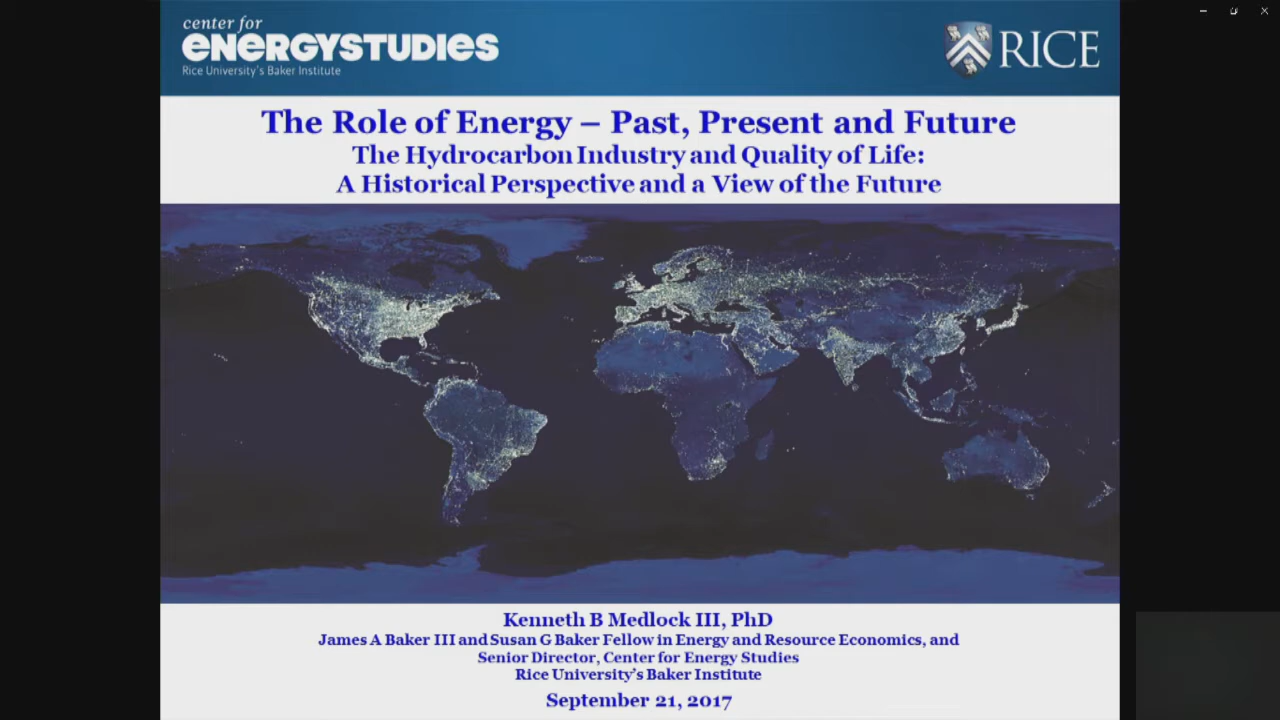 center for
ENERGYSTUDIES
Rice University's Baker Institute
RICE
The Role of Energy – Past, Present and Future
The Hydrocarbon Industry and Quality of Life:
A Historical Perspective and a View of the Future
Kenneth B Medlock III, PhD
James A Baker III and Susan G Baker Fellow in Energy and Resource Economics, and
Senior Director, Center for Energy Studies
Rice University's Baker Institute
September 21, 2017